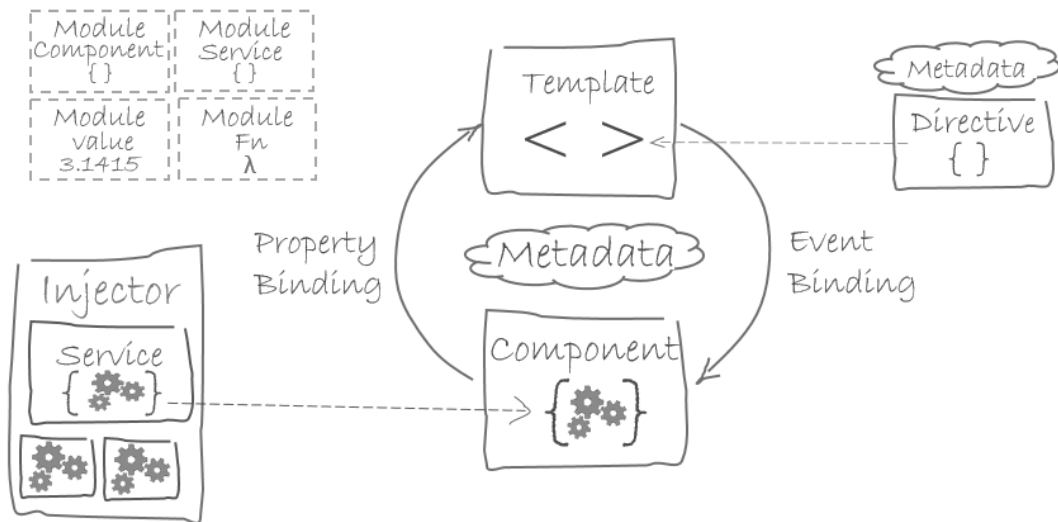 Module
Component
{ }
Module
Service
{ }
Module
value
3.1415
Module
Fn
λ
Template
< >
Metadata
Directive
{ }
Property
Binding
Metadata
Event
Binding
Injector
Service
{ }
Component
{ }